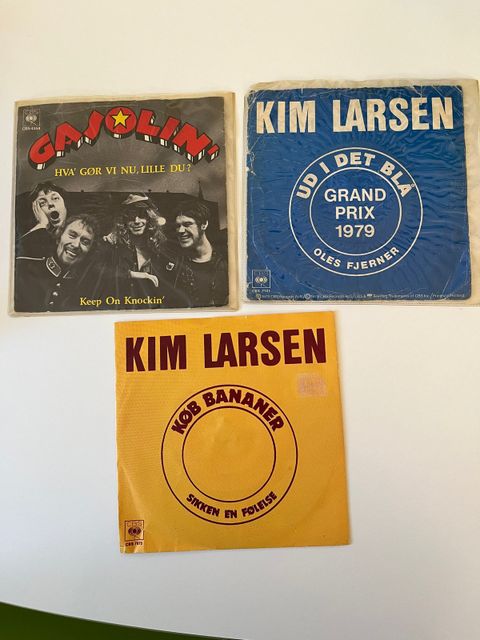 CBS
GASOLIN'
HVA' GØR VI NU, LILLE DU?
Keep On Knockin'
KIM LARSEN
UD I DET BLÅ
GRAND
PRIX
1979
OLES FJERNER
CBS
KIM LARSEN
KØB BANANER
SIKKEN EN FØLELSE
CBS